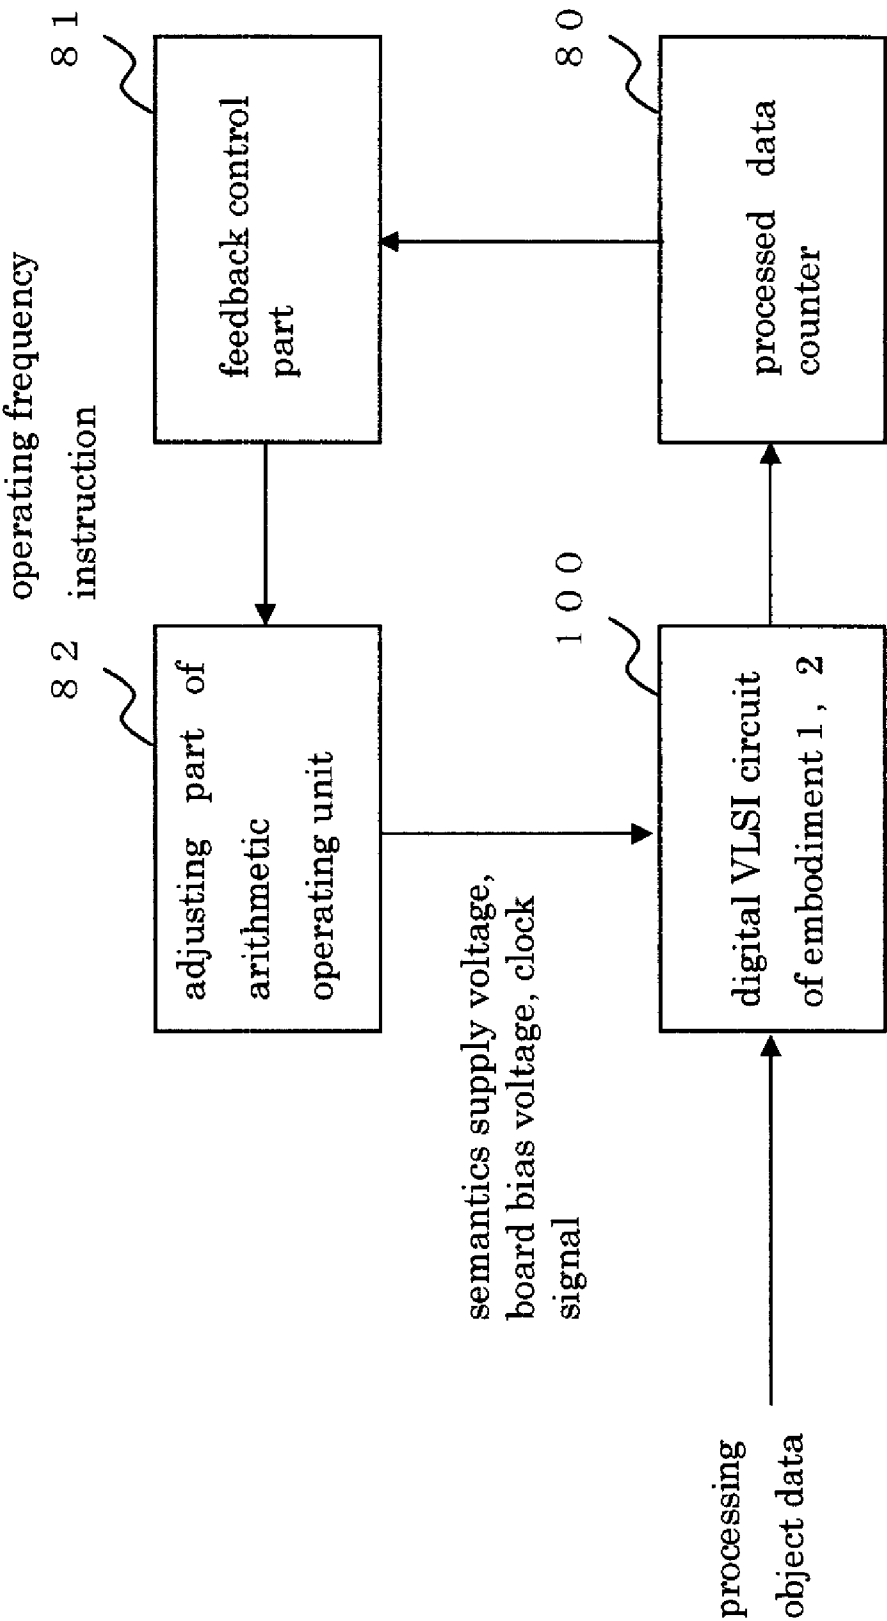 operating frequency
instruction
8 2
8 1
adjusting part of
arithmetic
operating unit
feedback control
part
semantics supply voltage,
board bias voltage, clock
signal
1 0 0
8 0
processing
object data
digital VLSI circuit
of embodiment 1 , 2
processed data
counter